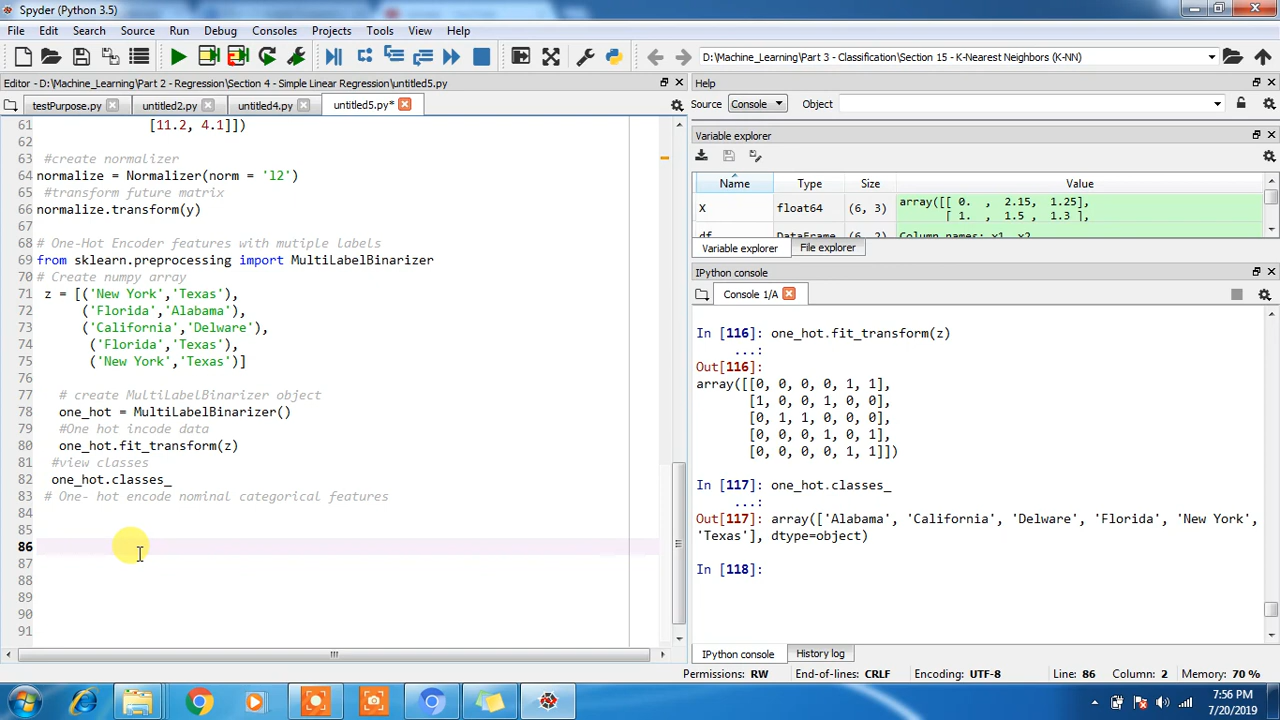 Spyder (Python 3.5)
File Edit Search Source Run Debug Consoles Projects Tools View Help
D:\Machine_Learning\Part 3 - Classification\Section 15 - K-Nearest Neighbors (K-NN)
Editor - D:\Machine_Learning\Part 2 - Regression\Section 4 - Simple Linear Regression\untitled5.py
testPurpose.py untitled2.py untitled4.py untitled5.py*
61 [11.2, 4.1]])
62
63 #create normalizer
64 normalize = Normalizer(norm = 'l2')
65 #transform future matrix
66 normalize.transform(y)
67
68 # One-Hot Encoder features with mutiple labels
69 from sklearn.preprocessing import MultiLabelBinarizer
70 # Create numpy array
71 z = [('New York','Texas'),
72 ('Florida','Alabama'),
73 ('California','Delware'),
74 ('Florida','Texas'),
75 ('New York','Texas')]
76
77 # create MultiLabelBinarizer object
78 one_hot = MultiLabelBinarizer()
79 #One hot incode data
80 one_hot.fit_transform(z)
81 #view classes
82 one_hot.classes_
83 # One- hot encode nominal categorical features
84
85
86
87
88
89
90
91
Help
Source Console Object
Variable explorer
Name Type Size Value
X float64 (6, 3) array([[ 0. , 2.15, 1.25],
[ 1. , 1.5 , 1.3 ],
df DataFrame (6, 2) Column names: x1, x2
Variable explorer File explorer
IPython console
Console 1/A
In [116]: one_hot.fit_transform(z)
...:
Out[116]:
array([[0, 0, 0, 0, 1, 1],
[1, 0, 0, 1, 0, 0],
[0, 1, 1, 0, 0, 0],
[0, 0, 0, 1, 0, 1],
[0, 0, 0, 0, 1, 1]])
In [117]: one_hot.classes_
...:
Out[117]: array(['Alabama', 'California', 'Delware', 'Florida', 'New York',
'Texas'], dtype=object)
In [118]:
IPython console History log
Permissions: RW End-of-lines: CRLF Encoding: UTF-8 Line: 86 Column: 2 Memory: 70 %
7:56 PM
7/20/2019